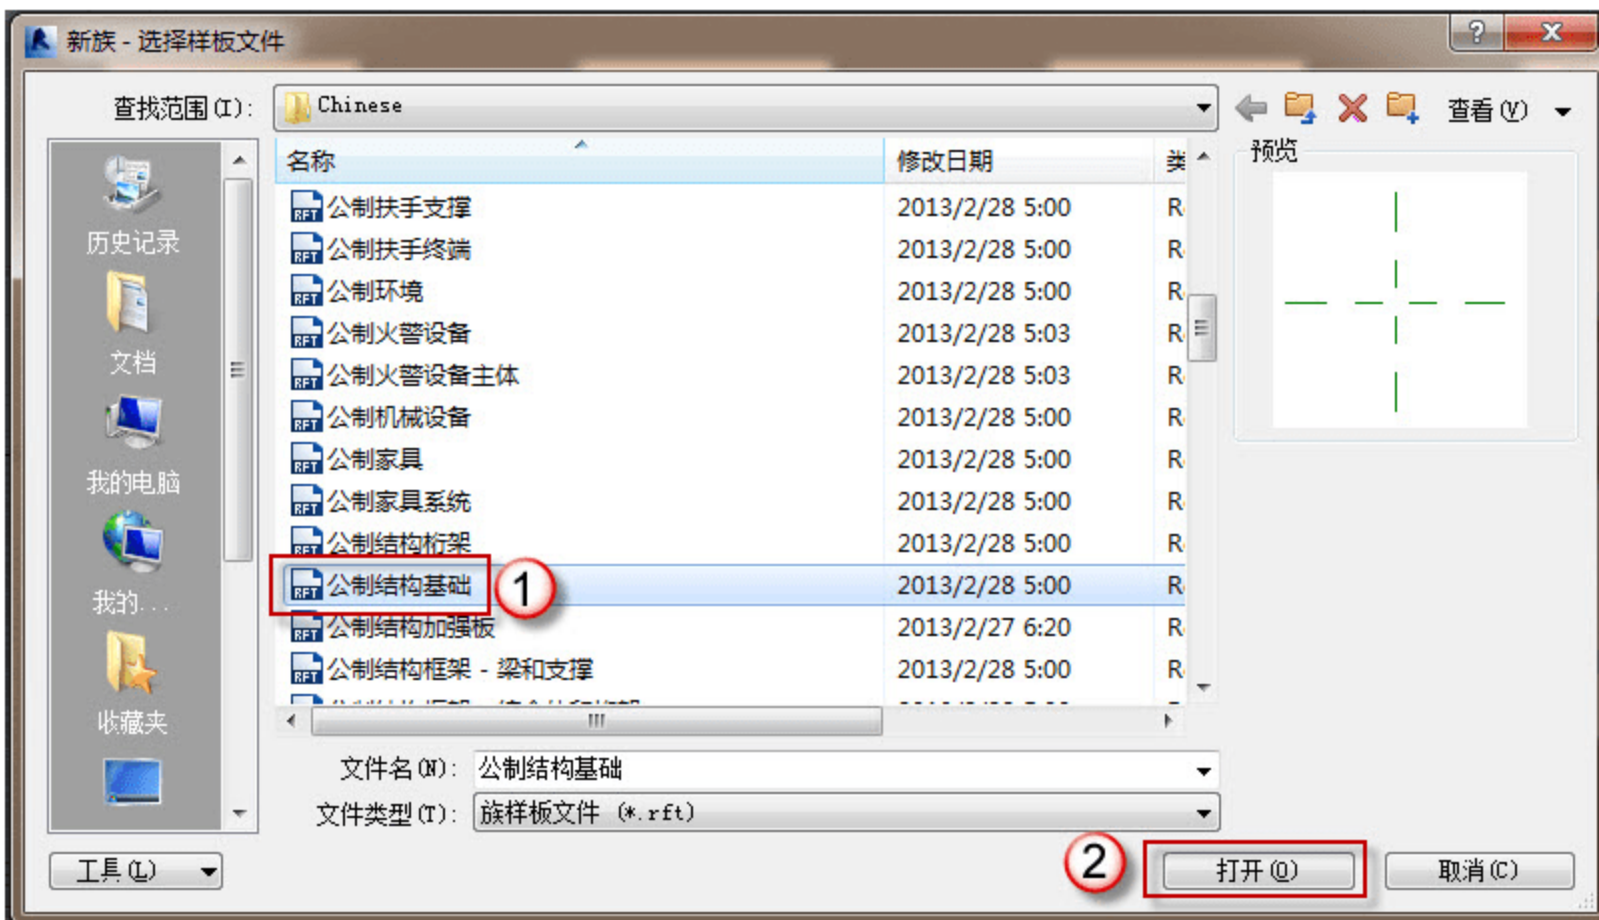 新族 - 选择样板文件
查找范围(I): Chinese 查看(V)
名称 修改日期 类 预览
公制扶手支撑 2013/2/28 5:00 R
公制扶手终端 2013/2/28 5:00 R
公制环境 2013/2/28 5:00 R
公制火警设备 2013/2/28 5:03 R
公制火警设备主体 2013/2/28 5:03 R
公制机械设备 2013/2/28 5:00 R
公制家具 2013/2/28 5:00 R
公制家具系统 2013/2/28 5:00 R
公制结构桁架 2013/2/28 5:00 R
公制结构基础 1 2013/2/28 5:00 R
公制结构加强板 2013/2/27 6:20 R
公制结构框架 - 梁和支撑 2013/2/28 5:00 R
历史记录
文档
我的电脑
我的...
收藏夹
文件名(N): 公制结构基础
文件类型(T): 族样板文件 (*.rft)
工具(L) 2 打开(O) 取消(C)